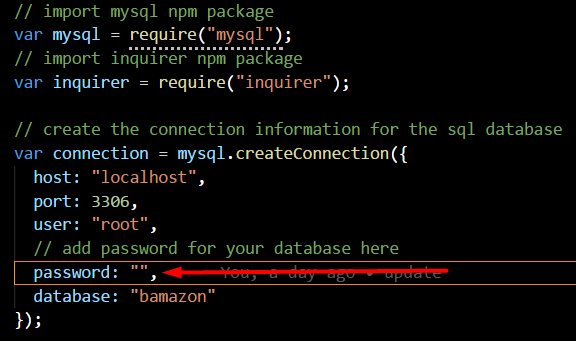 // import mysql npm package
var mysql = require("mysql");
// import inquirer npm package
var inquirer = require("inquirer");
// create the connection information for the sql database
var connection = mysql.createConnection({
host: "localhost",
port: 3306,
user: "root",
// add password for your database here
password: "", You, a day ago • update
database: "bamazon"
});